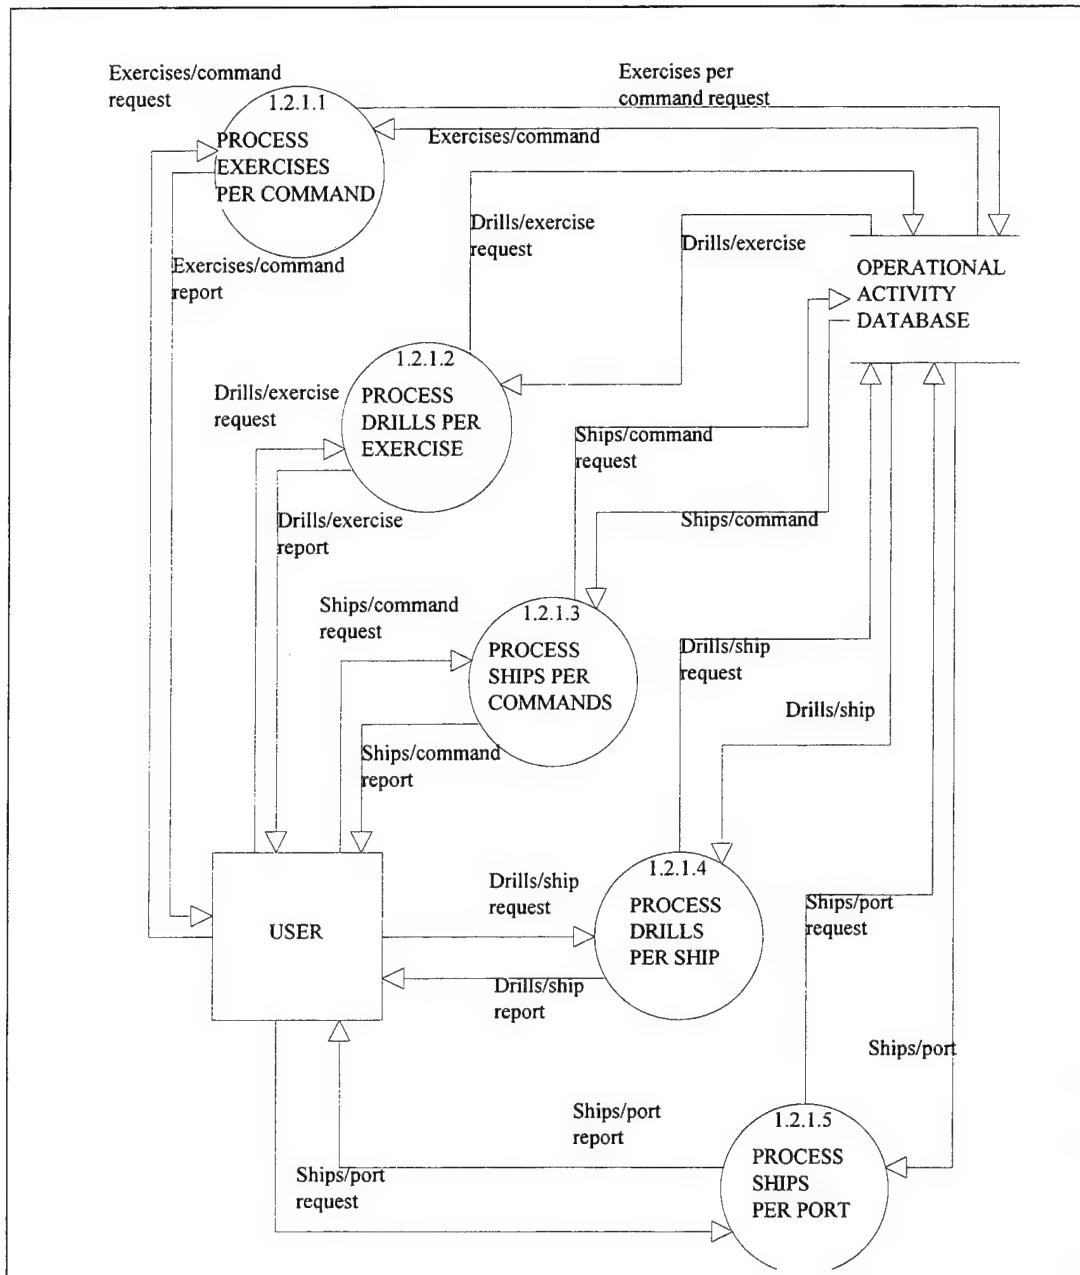 Exercises/command
request
Exercises per
command request
1.2.1.1
PROCESS
EXERCISES
PER COMMAND
Exercises/command
Drills/exercise
request
Drills/exercise
Exercises/command
report
OPERATIONAL
ACTIVITY
DATABASE
1.2.1.2
PROCESS
DRILLS PER
EXERCISE
Drills/exercise
request
Ships/command
request
Drills/exercise
report
Ships/command
1.2.1.3
PROCESS
SHIPS PER
COMMANDS
Ships/command
request
Drills/ship
request
Drills/ship
Ships/command
report
1.2.1.4
PROCESS
DRILLS
PER SHIP
Drills/ship
request
USER
Ships/port
request
Drills/ship
report
Ships/port
1.2.1.5
PROCESS
SHIPS
PER PORT
Ships/port
report
Ships/port
request